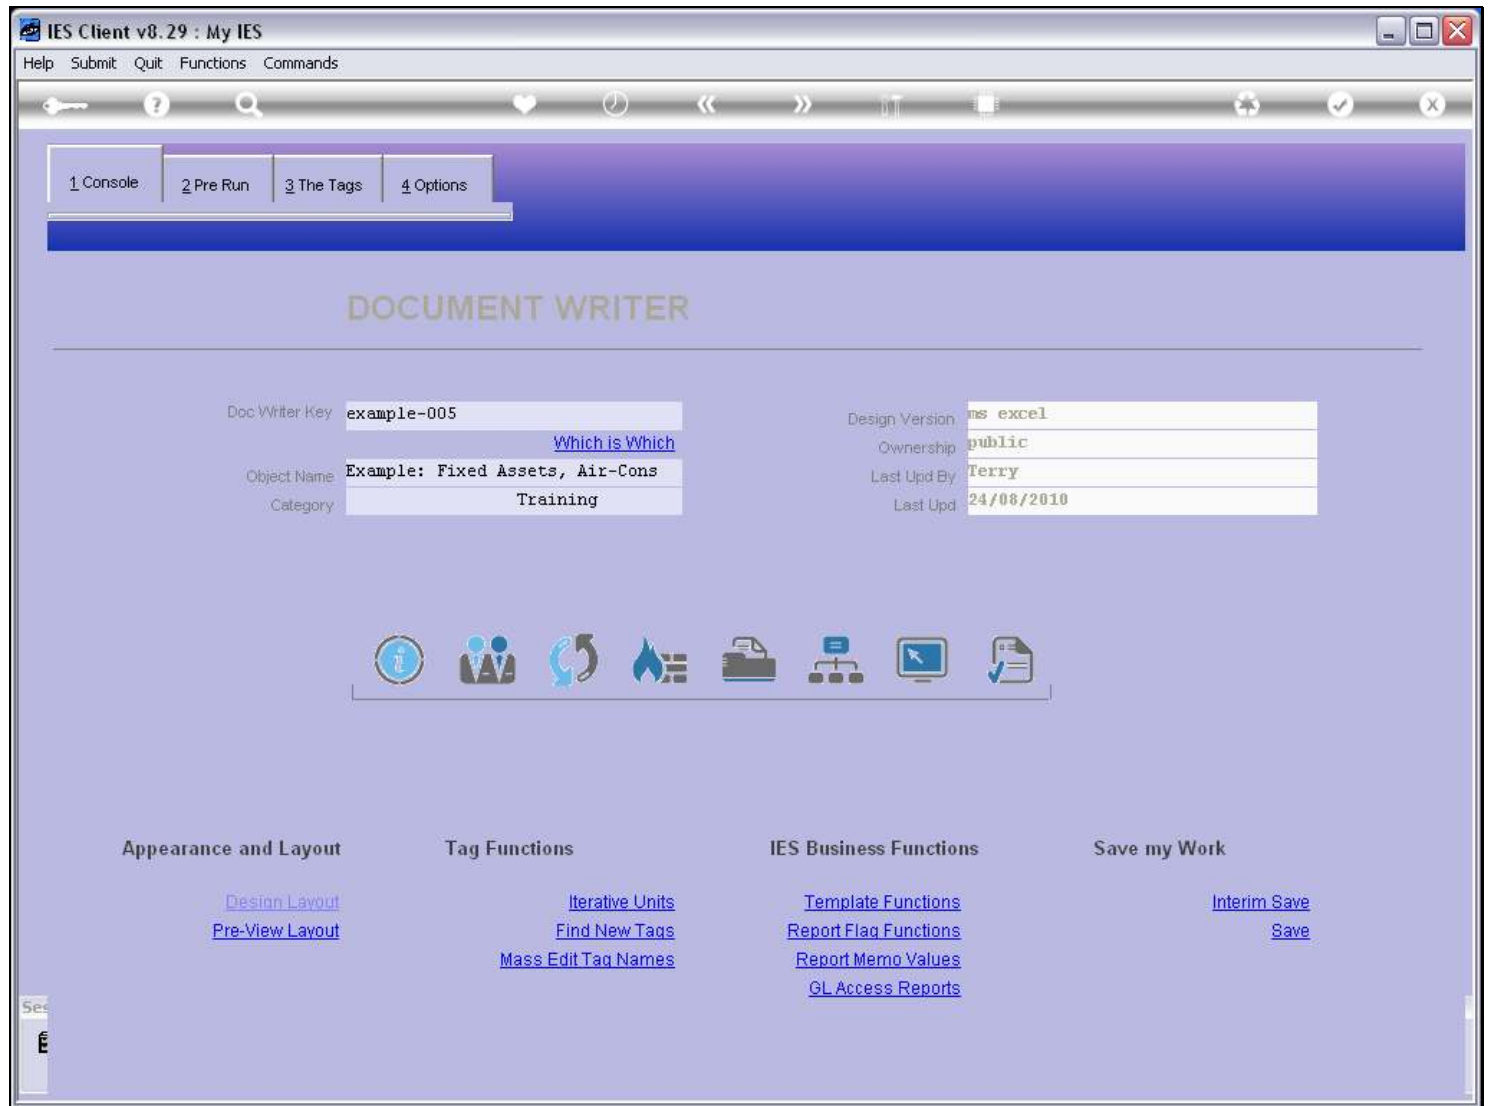 IES Client v8.29 : My IES
Help Submit Quit Functions Commands
1 Console 2 Pre Run 3 The Tags 4 Options
DOCUMENT WRITER
Doc Writer Key example-005
Which is Which
Object Name Example: Fixed Assets, Air-Cons
Category Training
Design Version ms excel
Ownership public
Last Upd By Terry
Last Upd 24/08/2010
Appearance and Layout
Design Layout
Pre-View Layout
Tag Functions
Iterative Units
Find New Tags
Mass Edit Tag Names
IES Business Functions
Template Functions
Report Flag Functions
Report Memo Values
GL Access Reports
Save my Work
Interim Save
Save